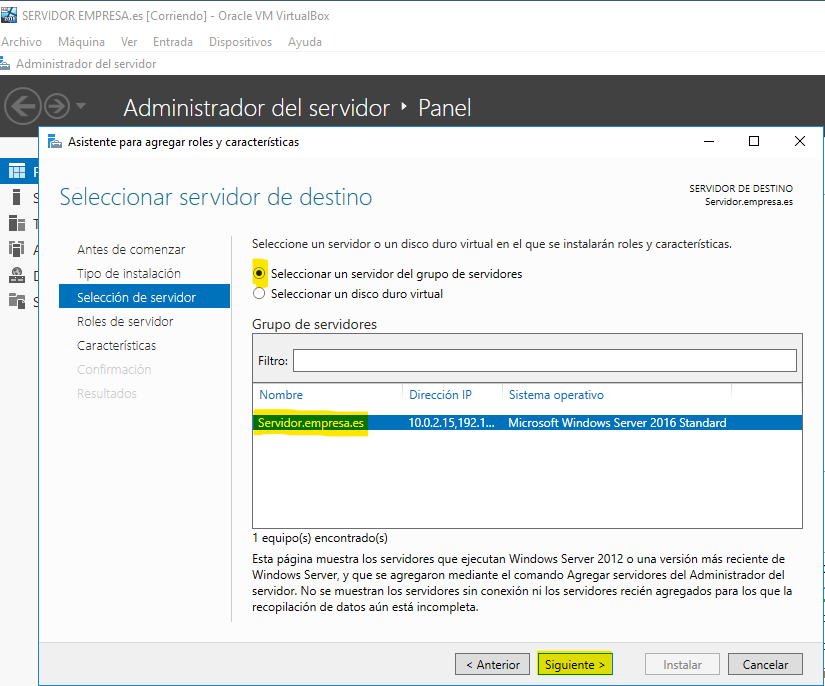 SERVIDOR EMPRESA.es [Corriendo] - Oracle VM VirtualBox
Archivo Máquina Ver Entrada Dispositivos Ayuda
Administrador del servidor
Administrador del servidor Panel
Asistente para agregar roles y características
Seleccionar servidor de destino
SERVIDOR DE DESTINO
Servidor.empresa.es
Antes de comenzar
Tipo de instalación
Selección de servidor
Roles de servidor
Características
Confirmación
Resultados
Seleccione un servidor o un disco duro virtual en el que se instalarán roles y características.
Seleccionar un servidor del grupo de servidores
Seleccionar un disco duro virtual
Grupo de servidores
Filtro:
Nombre Dirección IP Sistema operativo
Servidor.empresa.es 10.0.2.15,192.1... Microsoft Windows Server 2016 Standard
1 equipo(s) encontrado(s)
Esta página muestra los servidores que ejecutan Windows Server 2012 o una versión más reciente de
Windows Server, y que se agregaron mediante el comando Agregar servidores del Administrador del
servidor. No se muestran los servidores sin conexión ni los servidores recién agregados para los que la
recopilación de datos aún está incompleta.
< Anterior Siguiente > Instalar Cancelar